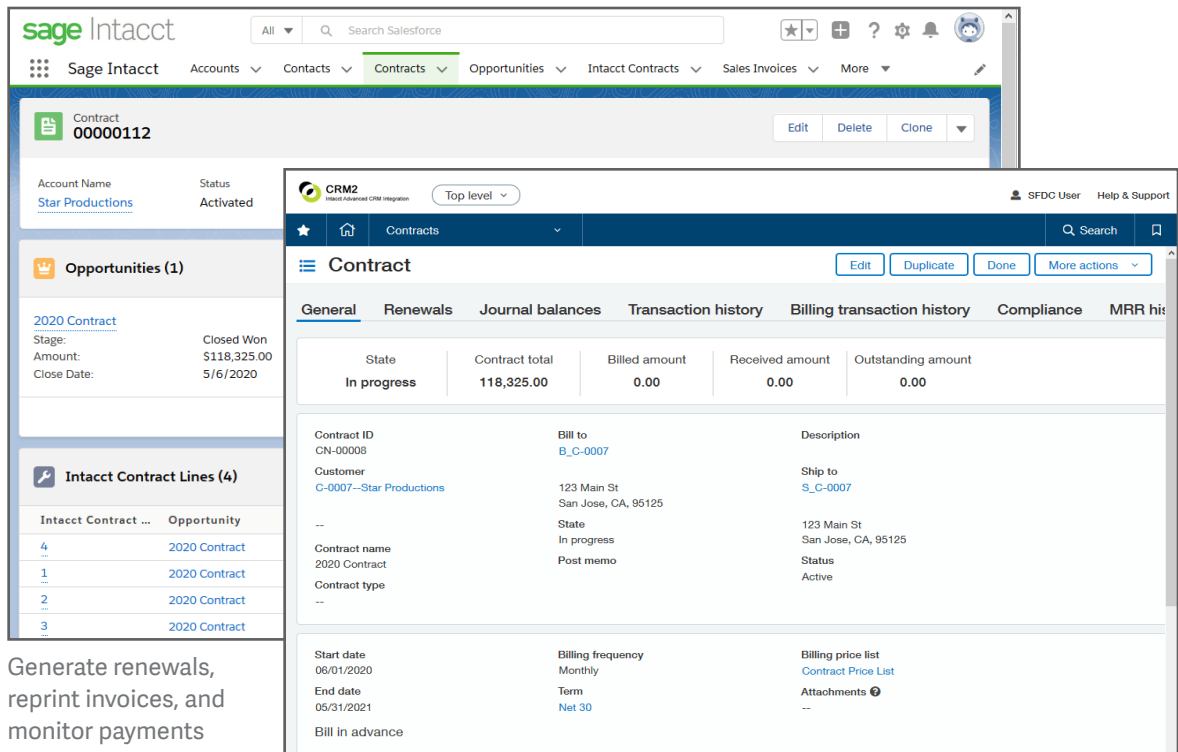 sage Intacct
All
Search Salesforce
Sage Intacct Accounts Contacts Contracts Opportunities Intacct Contracts Sales Invoices More
Contract
00000112
Edit Delete Clone
Account Name Status
Star Productions Activated
Opportunities (1)
2020 Contract
Stage: Closed Won
Amount: $118,325.00
Close Date: 5/6/2020
Intacct Contract Lines (4)
Intacct Contract ... Opportunity
4 2020 Contract
1 2020 Contract
2 2020 Contract
3 2020 Contract
Generate renewals,
reprint invoices, and
monitor payments
CRM2
Intacct Advanced CRM Integration
Top level
SFDC User Help & Support
Contracts
Search
Contract
Edit Duplicate Done More actions
General Renewals Journal balances Transaction history Billing transaction history Compliance MRR his
State Contract total Billed amount Received amount Outstanding amount
In progress 118,325.00 0.00 0.00 0.00
Contract ID Bill to Description
CN-00008 B_C-0007
Customer Ship to
C-0007--Star Productions 123 Main St S_C-0007
San Jose, CA, 95125
-- State 123 Main St
In progress San Jose, CA, 95125
Contract name Post memo Status
2020 Contract Active
Contract type
--
Start date Billing frequency Billing price list
06/01/2020 Monthly Contract Price List
End date Term Attachments
05/31/2021 Net 30 --
Bill in advance